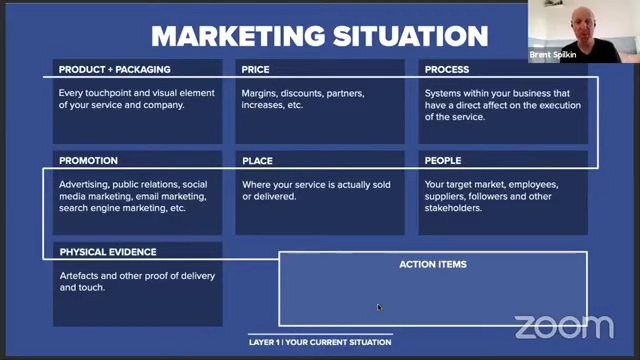 MARKETING SITUATION
Brent Spilkin
PRODUCT + PACKAGING
Every touchpoint and visual element
of your service and company.
PRICE
Margins, discounts, partners,
increases, etc.
PROCESS
Systems within your business that
have a direct affect on the execution
of the service.
PROMOTION
Advertising, public relations, social
media marketing, email marketing,
search engine marketing, etc.
PLACE
Where your service is actually sold
or delivered.
PEOPLE
Your target market, employees,
suppliers, followers and other
stakeholders.
PHYSICAL EVIDENCE
Artefacts and other proof of delivery
and touch.
ACTION ITEMS
zoom
LAYER 1 | YOUR CURRENT SITUATION